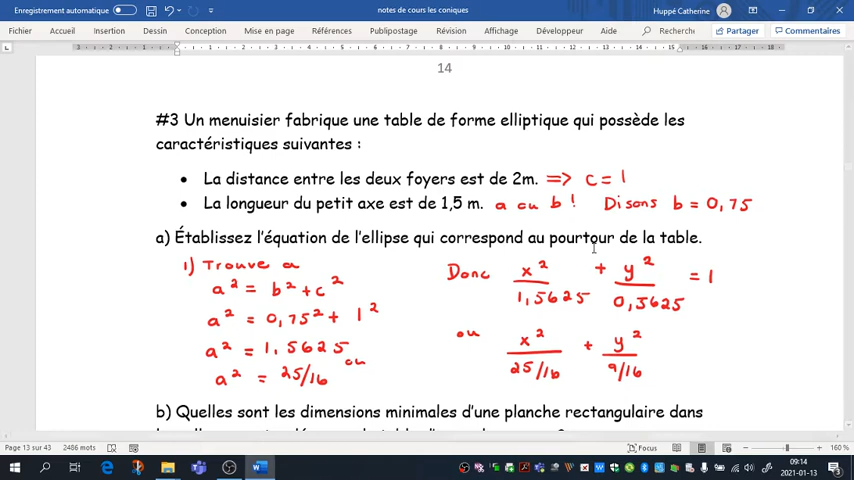 Enregistrement automatique
notes de cours les coniques
Huppé Catherine
Fichier Accueil Insertion Dessin Conception Mise en page Références Publipostage Révision Affichage Développeur Aide Recherche Partager Commentaires
14
#3 Un menuisier fabrique une table de forme elliptique qui possède les
caractéristiques suivantes :
• La distance entre les deux foyers est de 2m. => c = 1
• La longueur du petit axe est de 1,5 m. a ou b ! Disons b = 0,75
a) Établissez l'équation de l'ellipse qui correspond au pourtour de la table.
1) Trouve a
a² = b² + c²
a² = 0,75² + 1²
a² = 1,5625
ou
a² = 25/16
Donc x²/1,5625 + y²/0,5625 = 1
ou x²/25/16 + y²/9/16
b) Quelles sont les dimensions minimales d'une planche rectangulaire dans
Page 13 sur 43 2486 mots Focus 160 %
09:14
2021-01-13